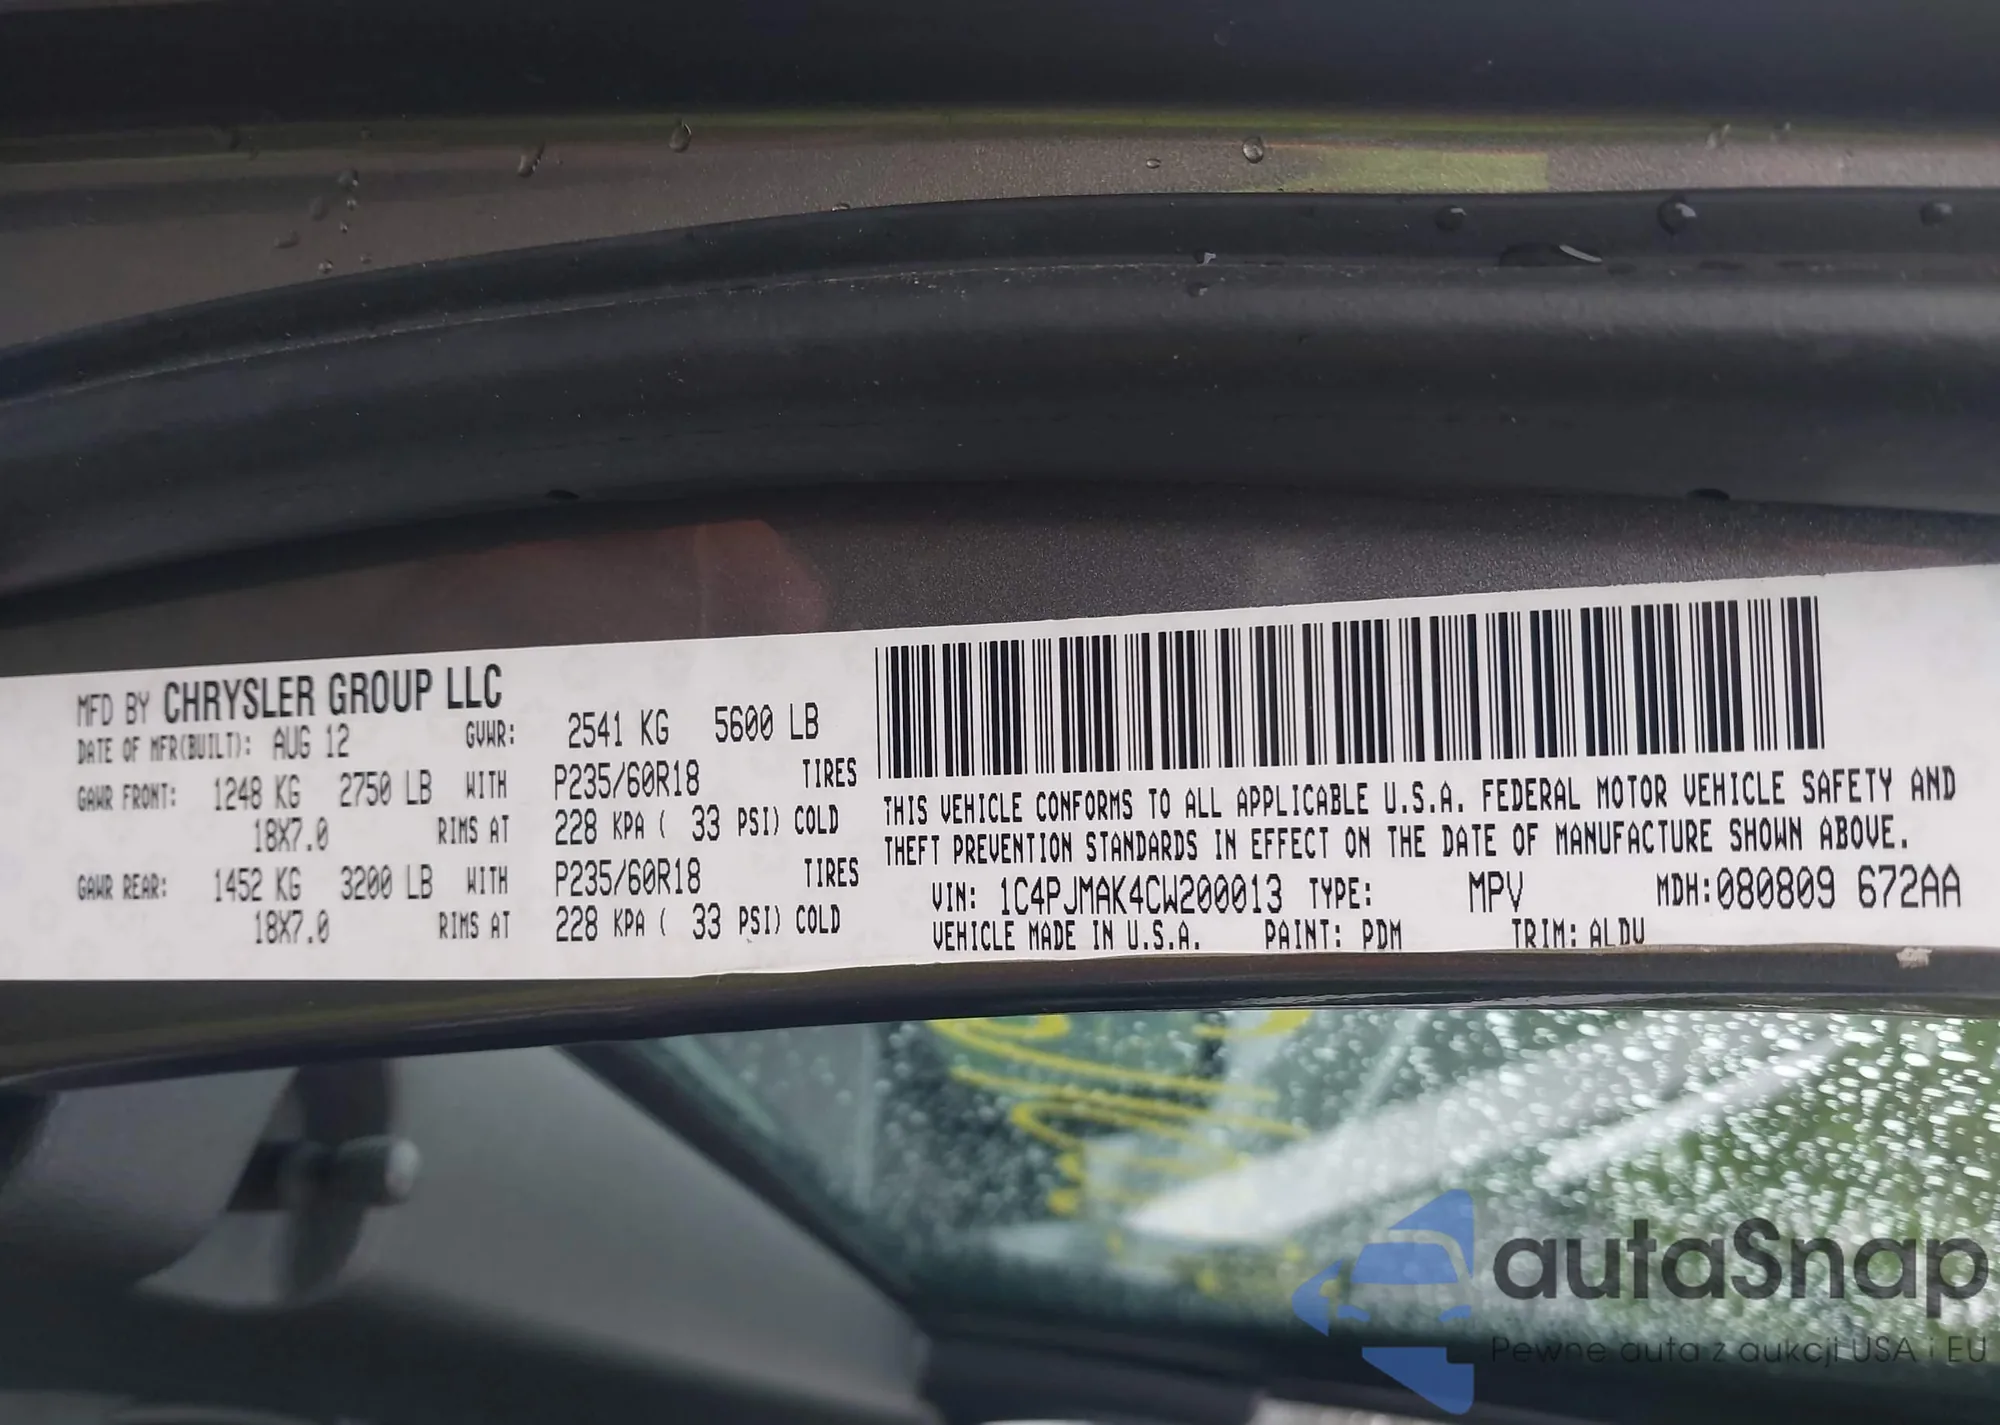 MFD BY CHRYSLER GROUP LLC
DATE OF MFR(BUILT): AUG 12 GVWR: 2541 KG 5600 LB
GAWR FRONT: 1248 KG 2750 LB WITH P235/60R18 TIRES
18X7.0 RIMS AT 228 KPA ( 33 PSI) COLD
GAWR REAR: 1452 KG 3200 LB WITH P235/60R18 TIRES
18X7.0 RIMS AT 228 KPA ( 33 PSI) COLD
THIS VEHICLE CONFORMS TO ALL APPLICABLE U.S.A. FEDERAL MOTOR VEHICLE SAFETY AND
THEFT PREVENTION STANDARDS IN EFFECT ON THE DATE OF MANUFACTURE SHOWN ABOVE.
VIN: 1C4PJMAK4CW200013 TYPE: MPV MDH:080809 672AA
VEHICLE MADE IN U.S.A. PAINT: PDM TRIM: ALDV
autaSnap
Pewne auta z aukcji USA i EU